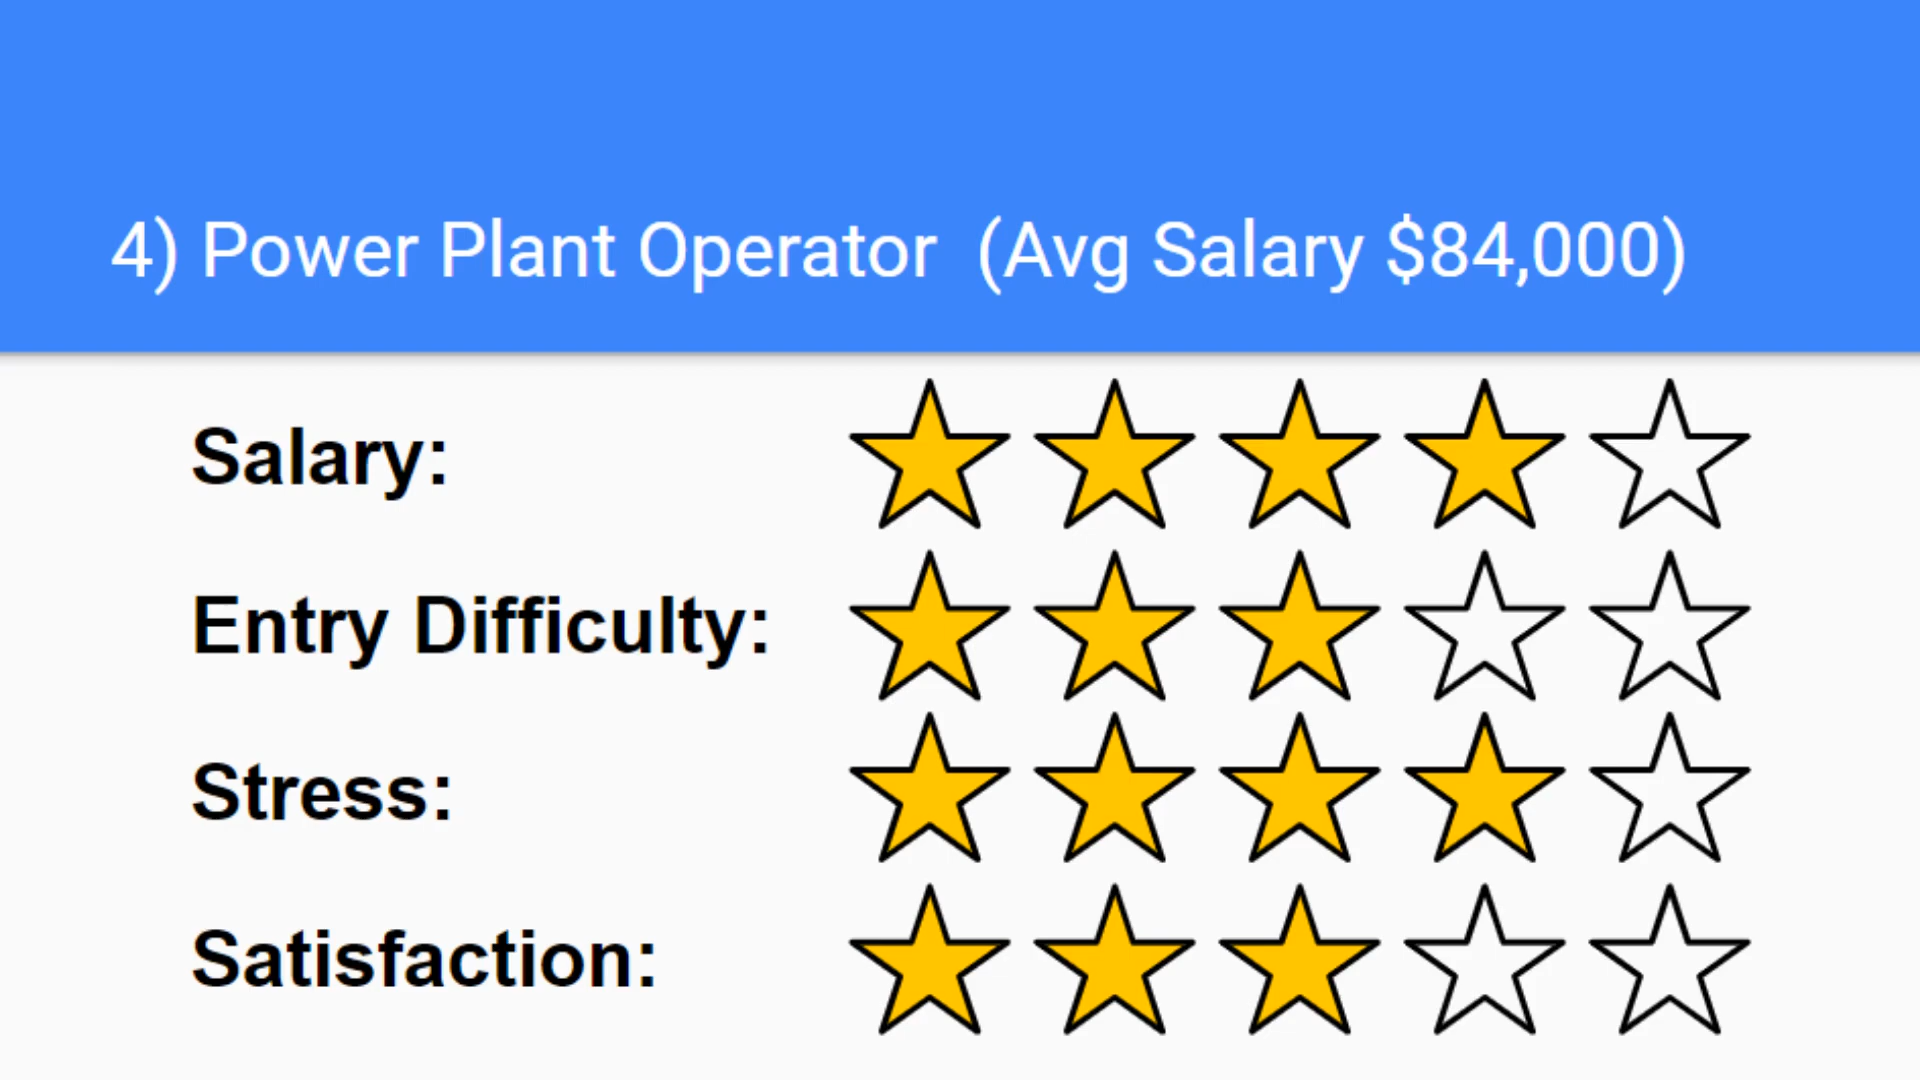 4) Power Plant Operator  (Avg Salary $84,000)
Salary:
Entry Difficulty:
Stress:
Satisfaction: